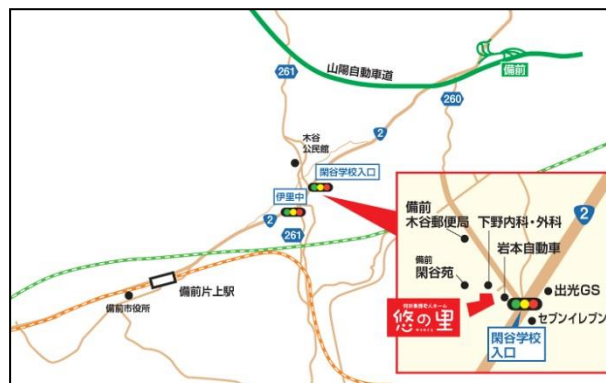 261
山陽自動車道
備前
260
2
木谷
公民館
閑谷学校入口
伊里中
2
261
備前片上駅
備前市役所
備前
木谷郵便局
下野内科・外科
岩本自動車
2
備前
閑谷苑
出光GS
悠の里
セブンイレブン
閑谷学校
入口